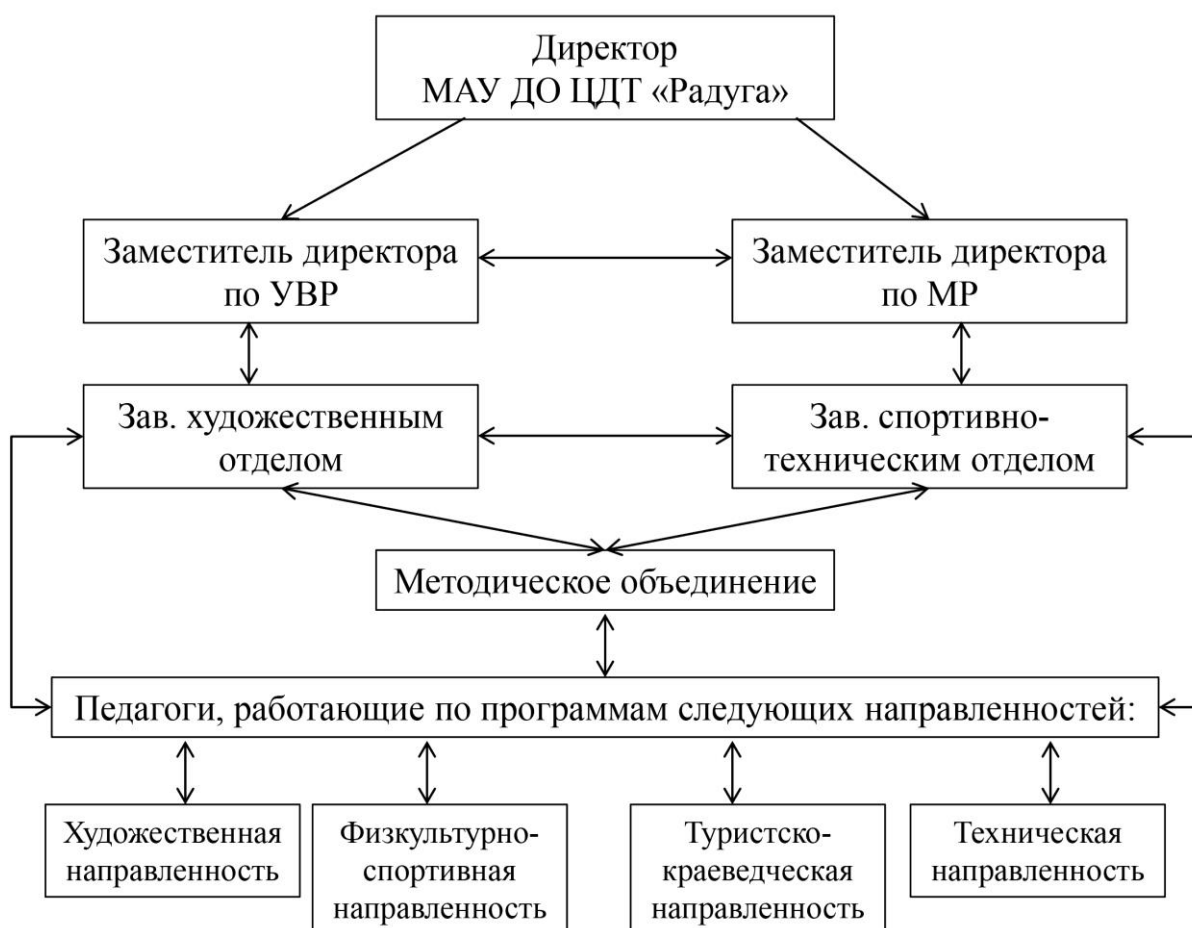 Директор
МАУ ДО ЦДТ «Радуга»
Заместитель директора
по УВР
Заместитель директора
по МР
Зав. художественным
отделом
Зав. спортивно-
техническим отделом
Методическое объединение
Педагоги, работающие по программам следующих направленностей:
Художественная
направленность
Физкультурно-
спортивная
направленность
Туристско-
краеведческая
направленность
Техническая
направленность